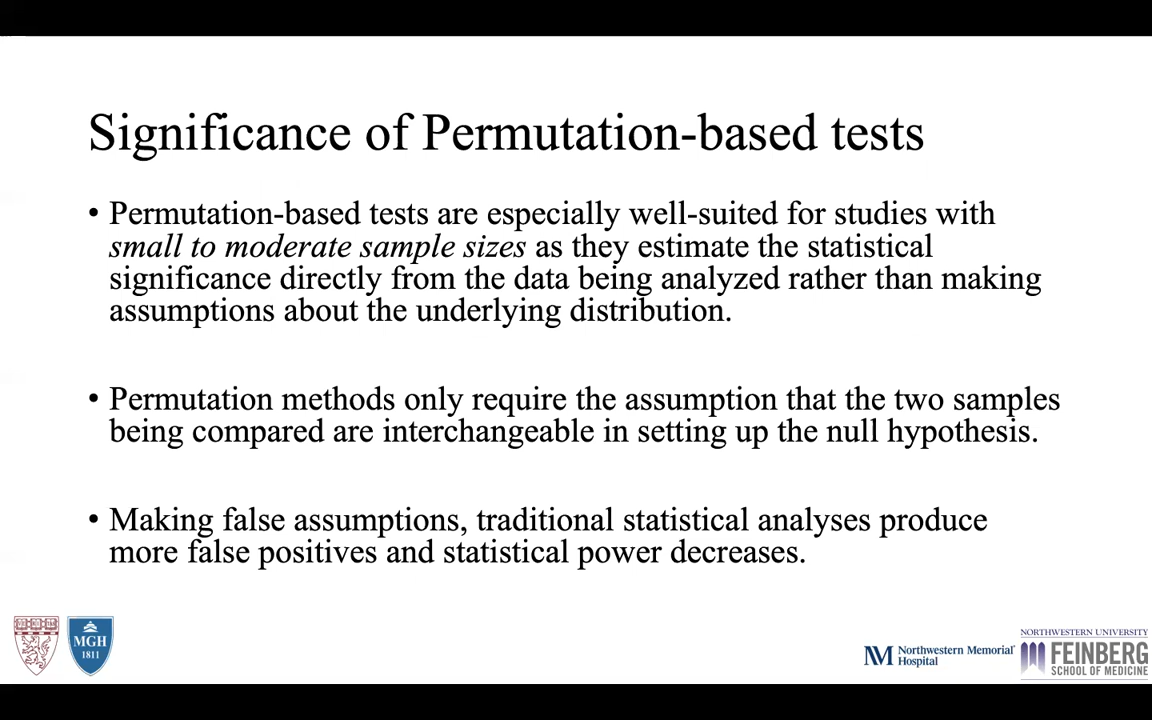 Significance of Permutation-based tests
• Permutation-based tests are especially well-suited for studies with
small to moderate sample sizes as they estimate the statistical
significance directly from the data being analyzed rather than making
assumptions about the underlying distribution.
• Permutation methods only require the assumption that the two samples
being compared are interchangeable in setting up the null hypothesis.
• Making false assumptions, traditional statistical analyses produce
more false positives and statistical power decreases.
MGH
1811
NM Northwestern Memorial
Hospital
NORTHWESTERN UNIVERSITY
FEINBERG
SCHOOL OF MEDICINE